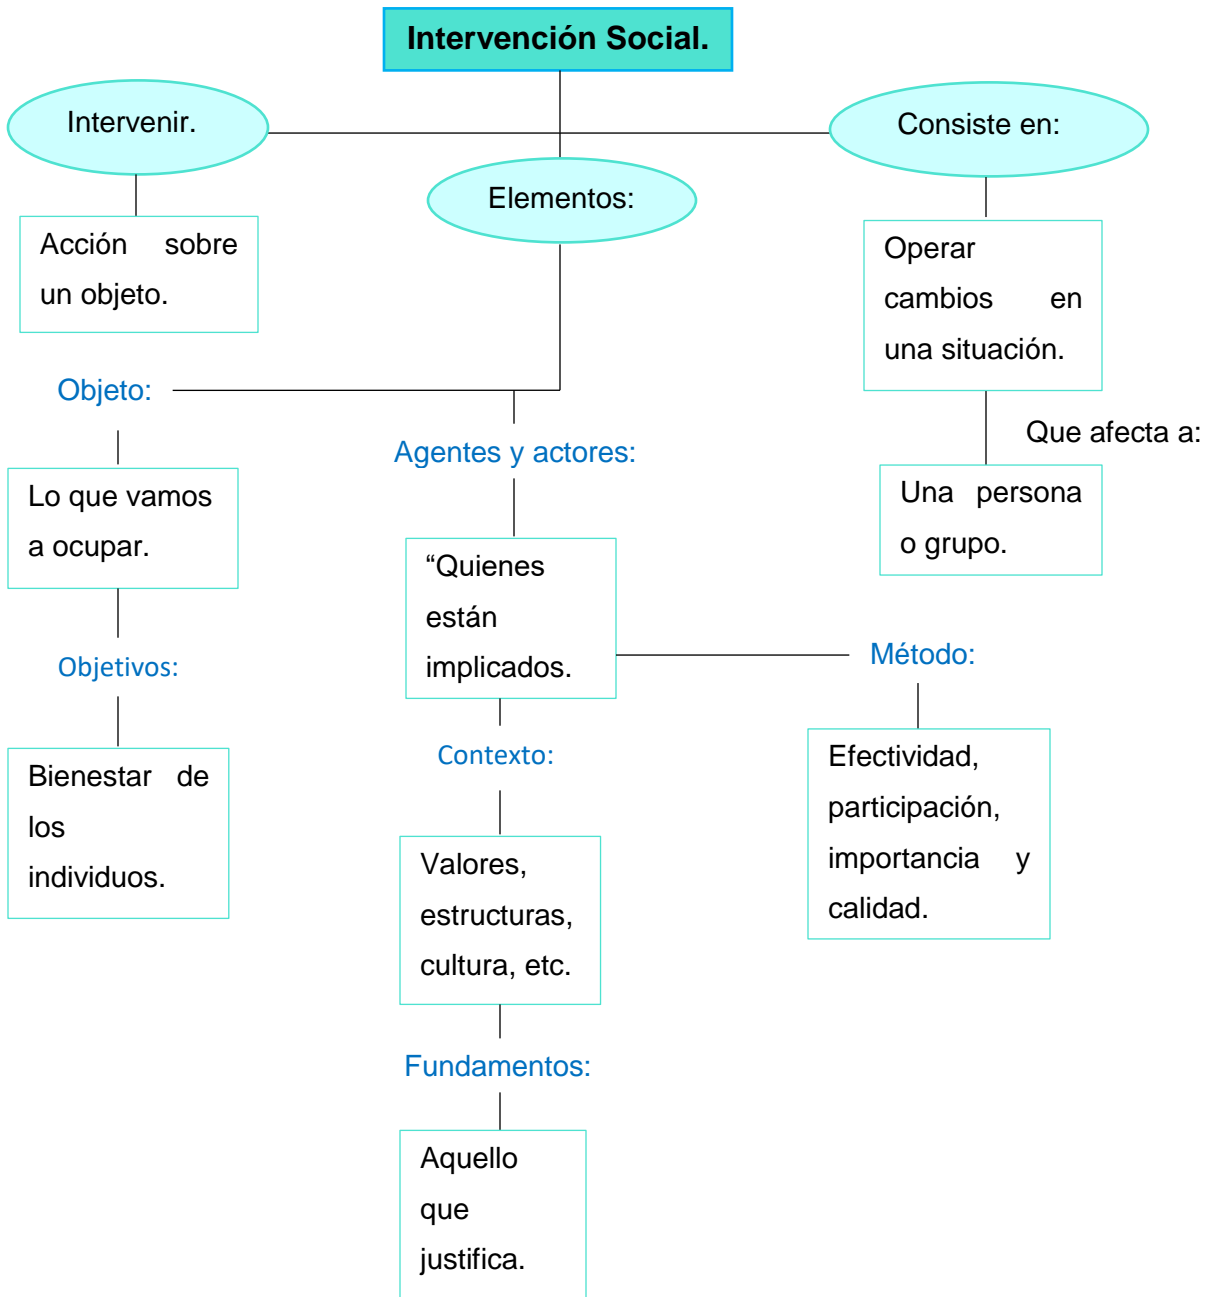 Intervención Social.
Intervenir.
Consiste en:
Elementos:
Acción sobre
un objeto.
Operar
cambios en
una situación.
Objeto:
Que afecta a:
Agentes y actores:
Lo que vamos
a ocupar.
Una persona
o grupo.
“Quienes
están
implicados.
Objetivos:
Método:
Contexto:
Bienestar de
los
individuos.
Efectividad,
participación,
importancia y
calidad.
Valores,
estructuras,
cultura, etc.
Fundamentos:
Aquello
que
justifica.